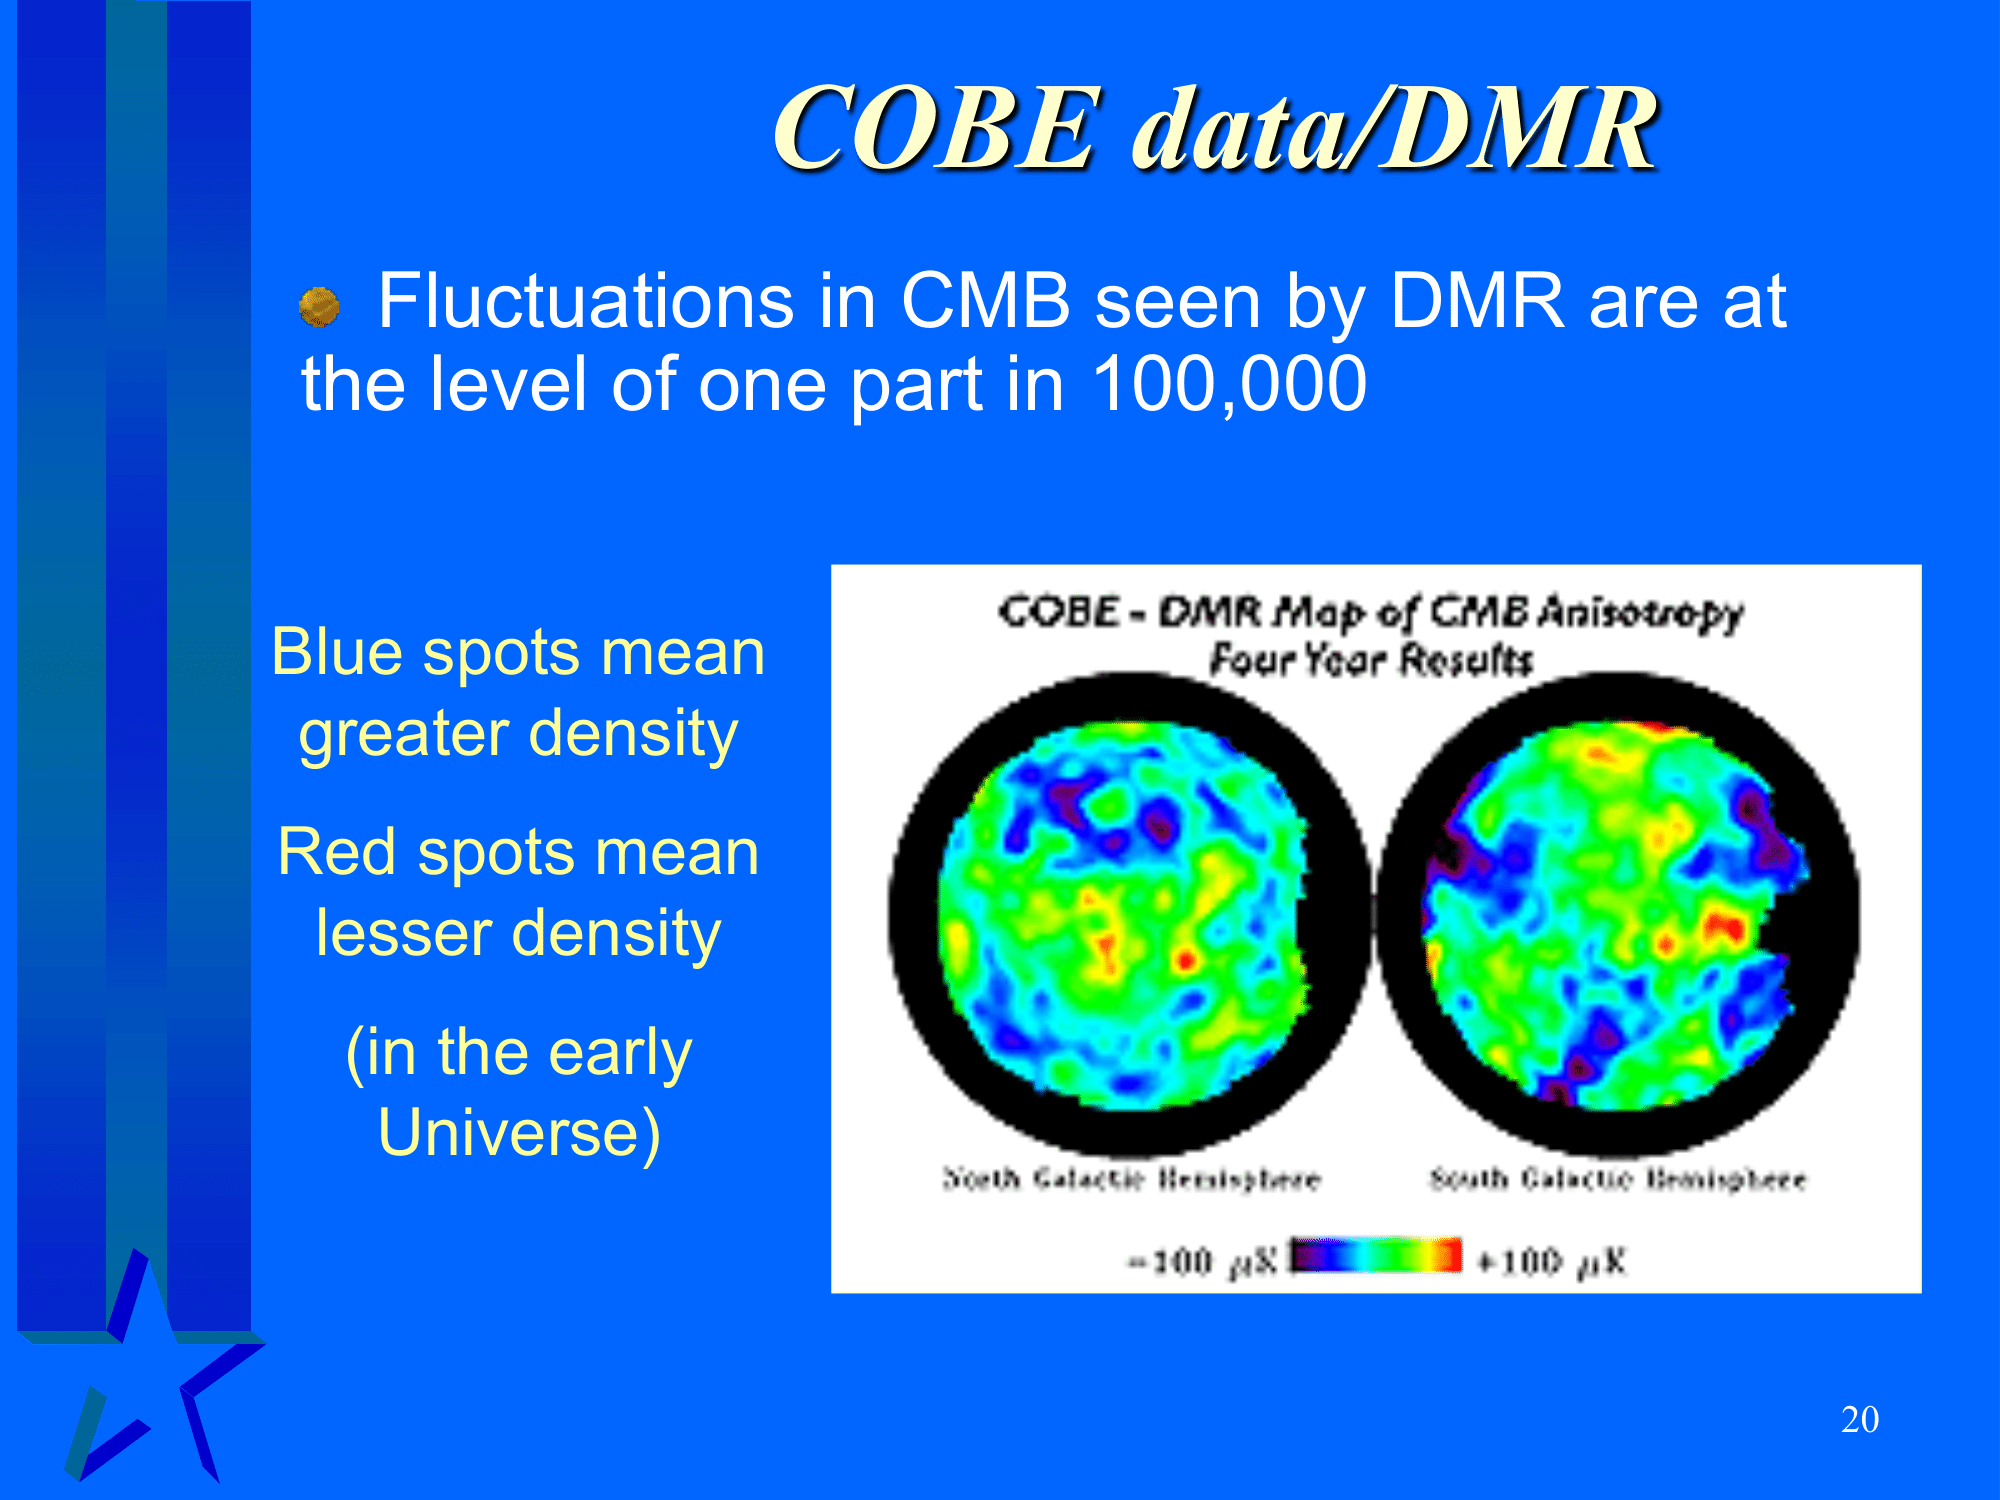 COBE data/DMR
Fluctuations in CMB seen by DMR are at
the level of one part in 100,000
Blue spots mean
greater density
Red spots mean
lesser density
(in the early
Universe)
COBE - DMR Map of CMB Anisotropy
Four Year Results
North Galactic Hemisphere
South Galactic Hemisphere
-100 μK
+100 μK
20